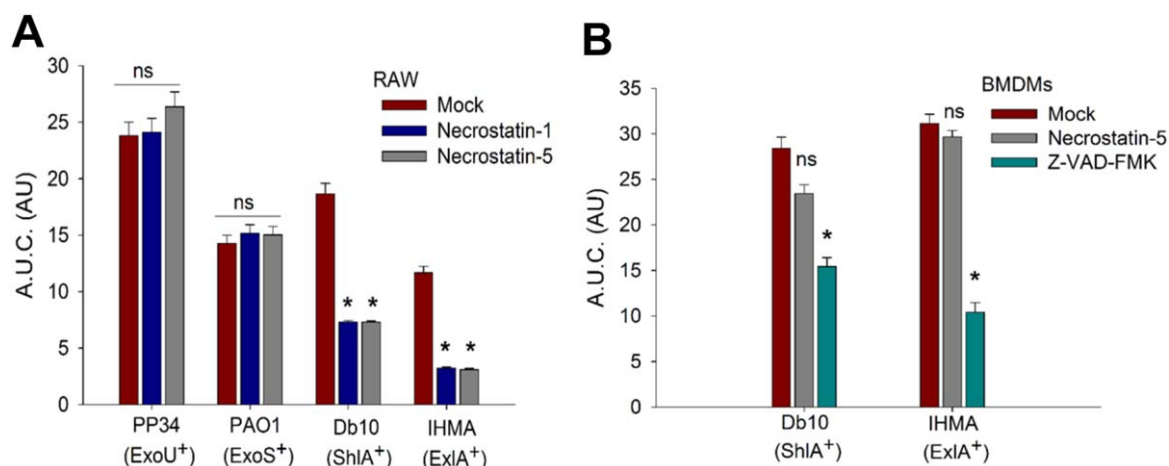 A
A.U.C. (AU)
30
25
20
15
10
5
0
ns
ns
* *
* *
RAW
Mock
Necrostatin-1
Necrostatin-5
PP34
(ExoU+)
PAO1
(ExoS+)
Db10
(ShlA+)
IHMA
(ExlA+)
B
A.U.C. (AU)
35
30
25
20
15
10
5
0
ns
*
ns
*
BMDMs
Mock
Necrostatin-5
Z-VAD-FMK
Db10
(ShlA+)
IHMA
(ExlA+)